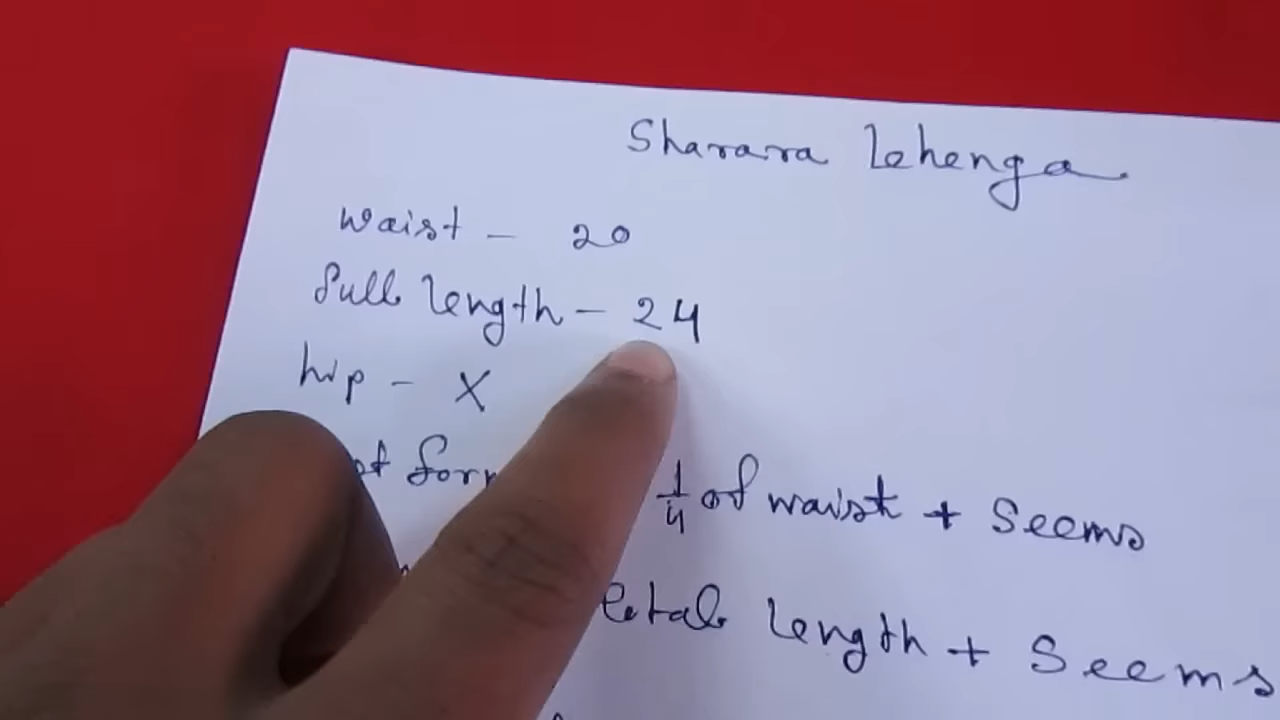 Sharara Lehenga
Waist - 20
full length - 24
hip - X
1/4 of waist + Seems
length + Seems